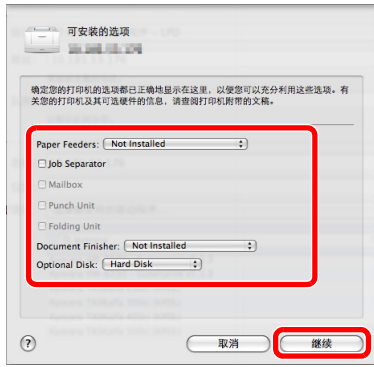 可安装的选项
确定您的打印机的选项都已正确地显示在这里，以便您可以充分利用这些选项。有
关您的打印机及其可选硬件的信息，请查阅打印机附带的文稿。
Paper Feeders: Not Installed
Job Separator
Mailbox
Punch Unit
Folding Unit
Document Finisher: Not Installed
Optional Disk: Hard Disk
? 取消 继续